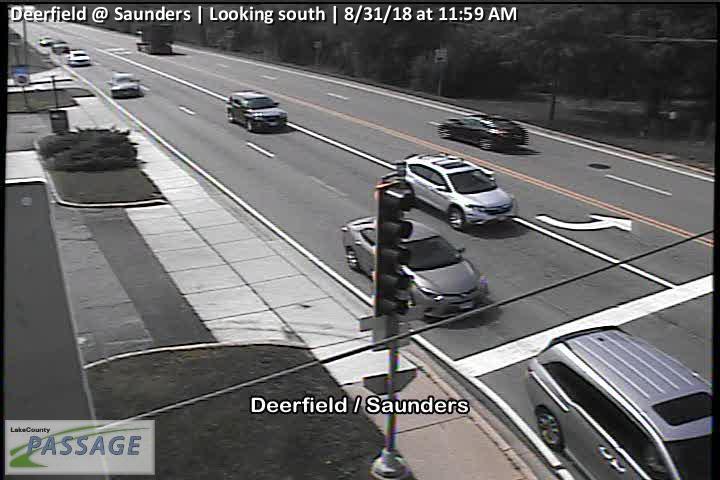 Deerfield @ Saunders | Looking south | 8/31/18 at 11:59 AM
Deerfield / Saunders
LakeCounty
PASSAGE